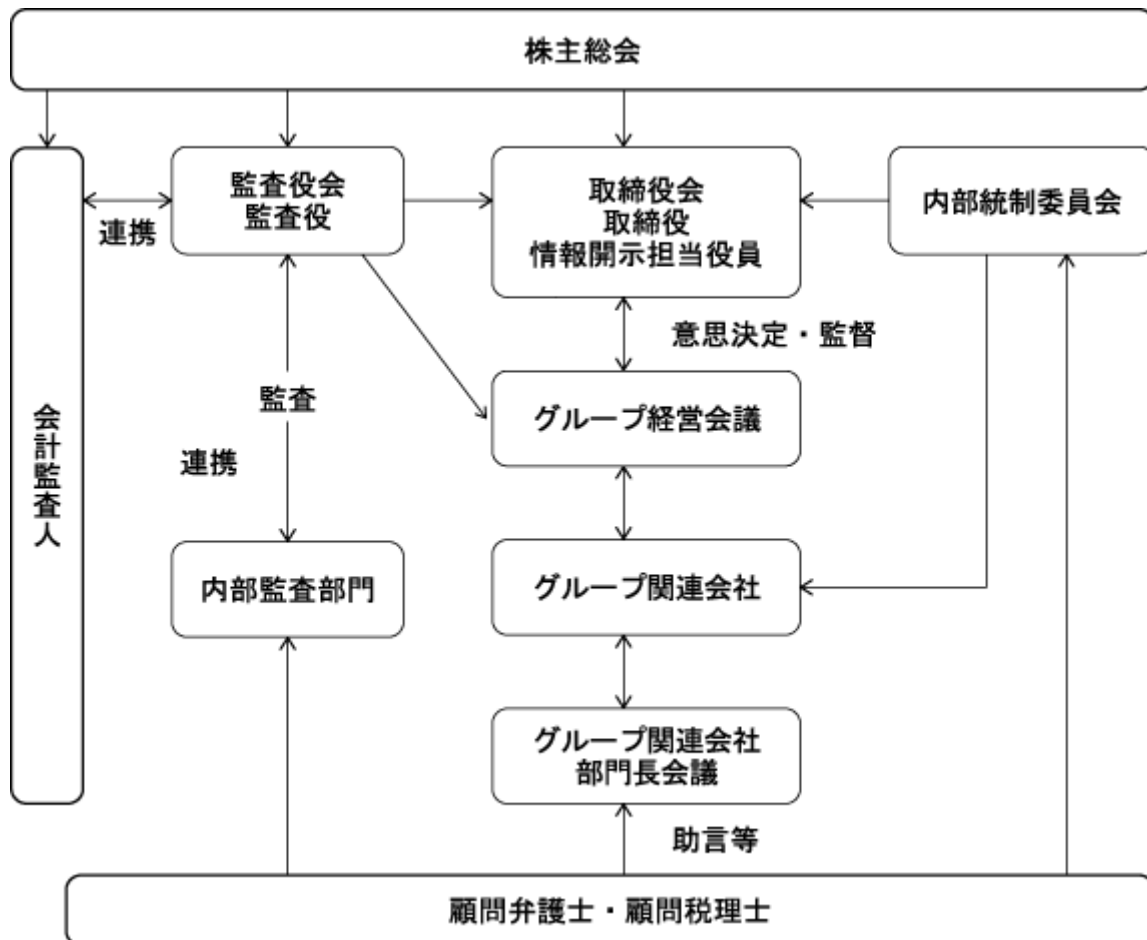 株主総会
監査役会
監査役
取締役会
取締役
情報開示担当役員
内部統制委員会
連携
意思決定・監督
監査
グループ経営会議
会計監査人
連携
内部監査部門
グループ関連会社
グループ関連会社
部門長会議
助言等
顧問弁護士・顧問税理士